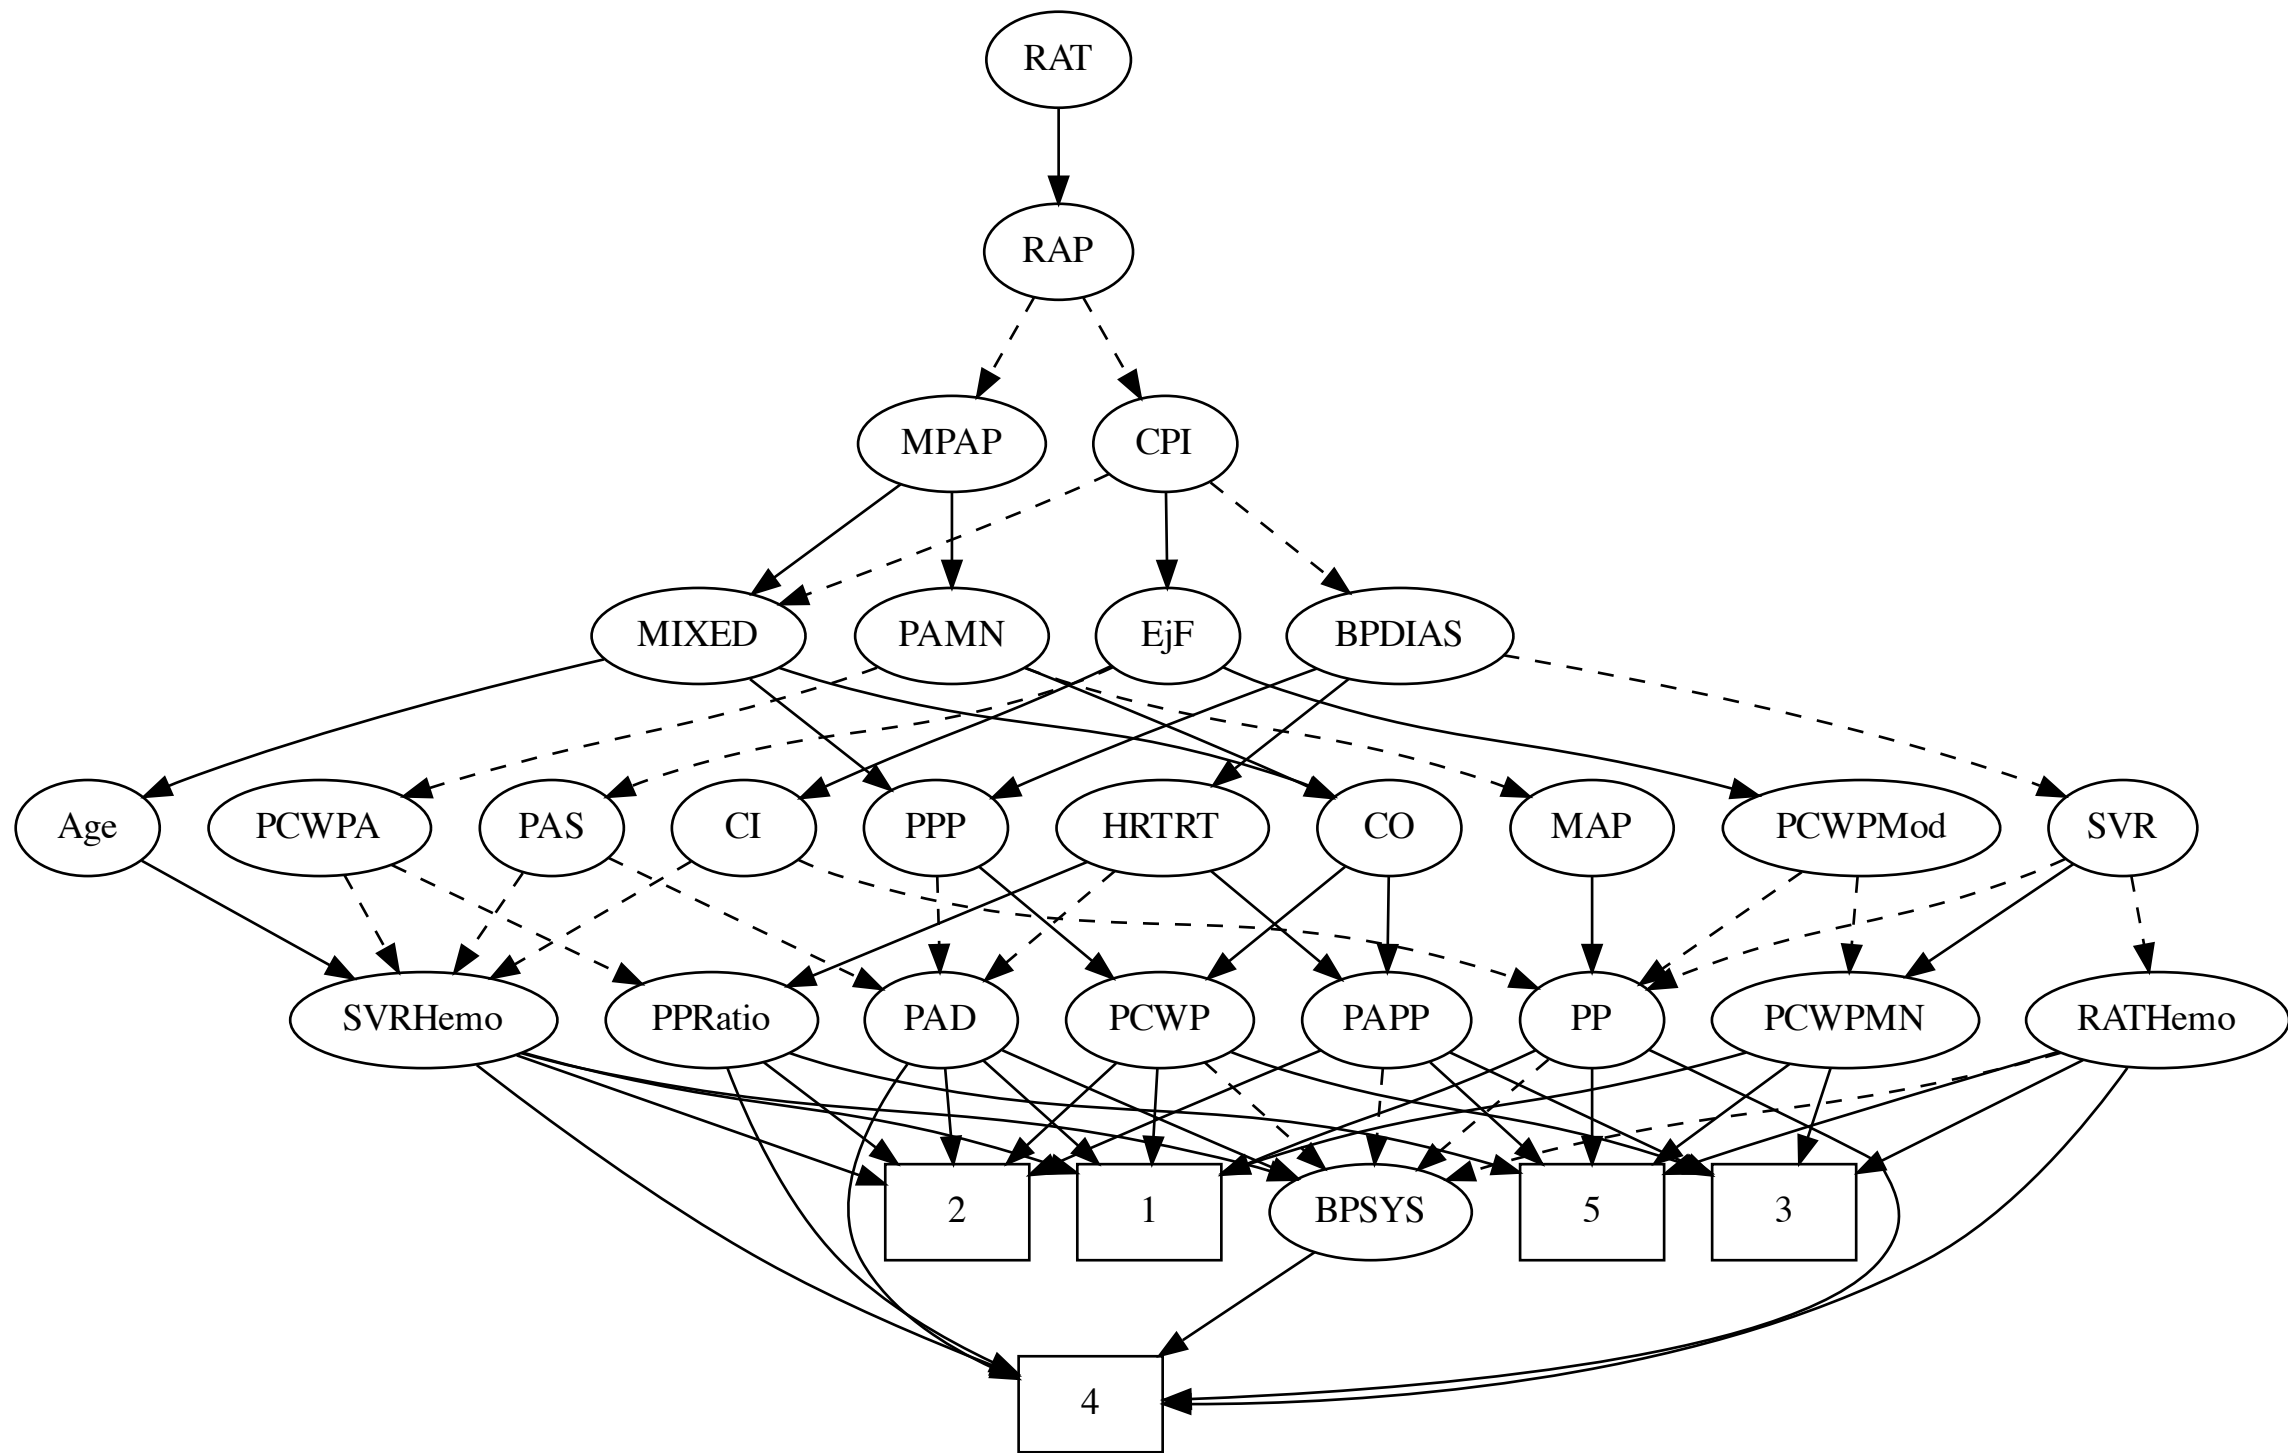 RAT
RAP
MPAP
CPI
MIXED
PAMN
EjF
BPDIAS
Age
PCWPA
PAS
CI
PPP
HRTRT
CO
MAP
PCWPMod
SVR
SVRHemo
PPRatio
PAD
PCWP
PAPP
PP
PCWPMN
RATHemo
2
1
BPSYS
5
3
4